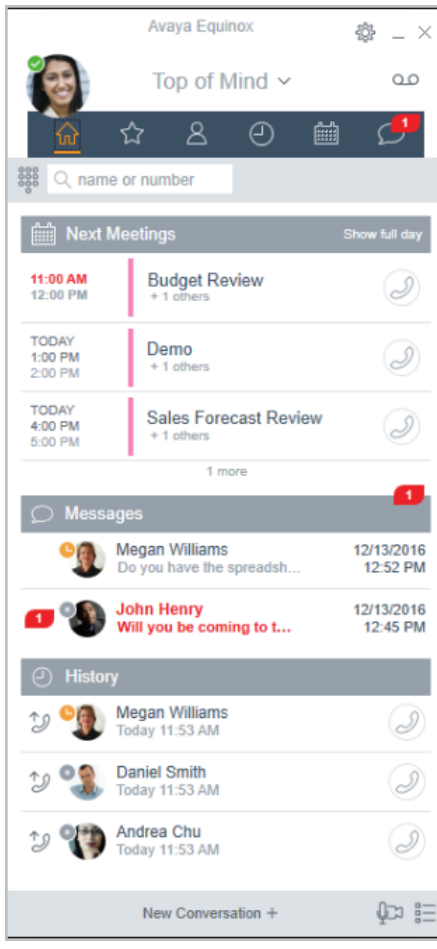 Avaya Equinox
Top of Mind
1
name or number
Next Meetings Show full day
11:00 AM Budget Review
12:00 PM + 1 others
TODAY
1:00 PM Demo
2:00 PM + 1 others
TODAY
4:00 PM Sales Forecast Review
5:00 PM + 1 others
1 more
1
Messages
Megan Williams 12/13/2016
Do you have the spreadsh... 12:52 PM
1 John Henry 12/13/2016
Will you be coming to t... 12:45 PM
History
Megan Williams
Today 11:53 AM
Daniel Smith
Today 11:53 AM
Andrea Chu
Today 11:53 AM
New Conversation +